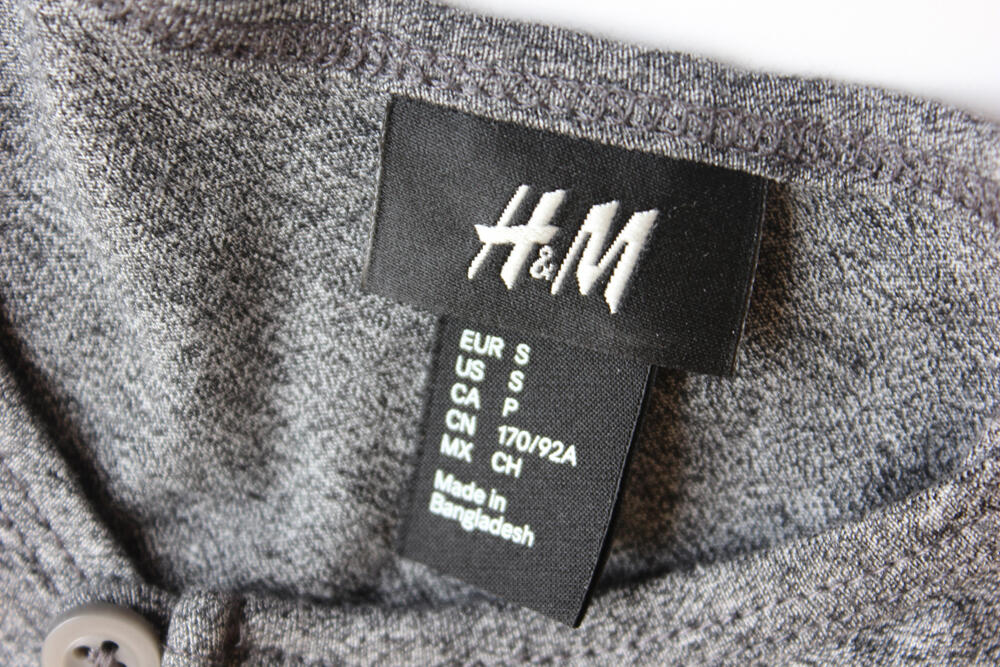 H&M
EUR S
US S
CA P
CN 170/92A
MX CH
Made in
Bangladesh